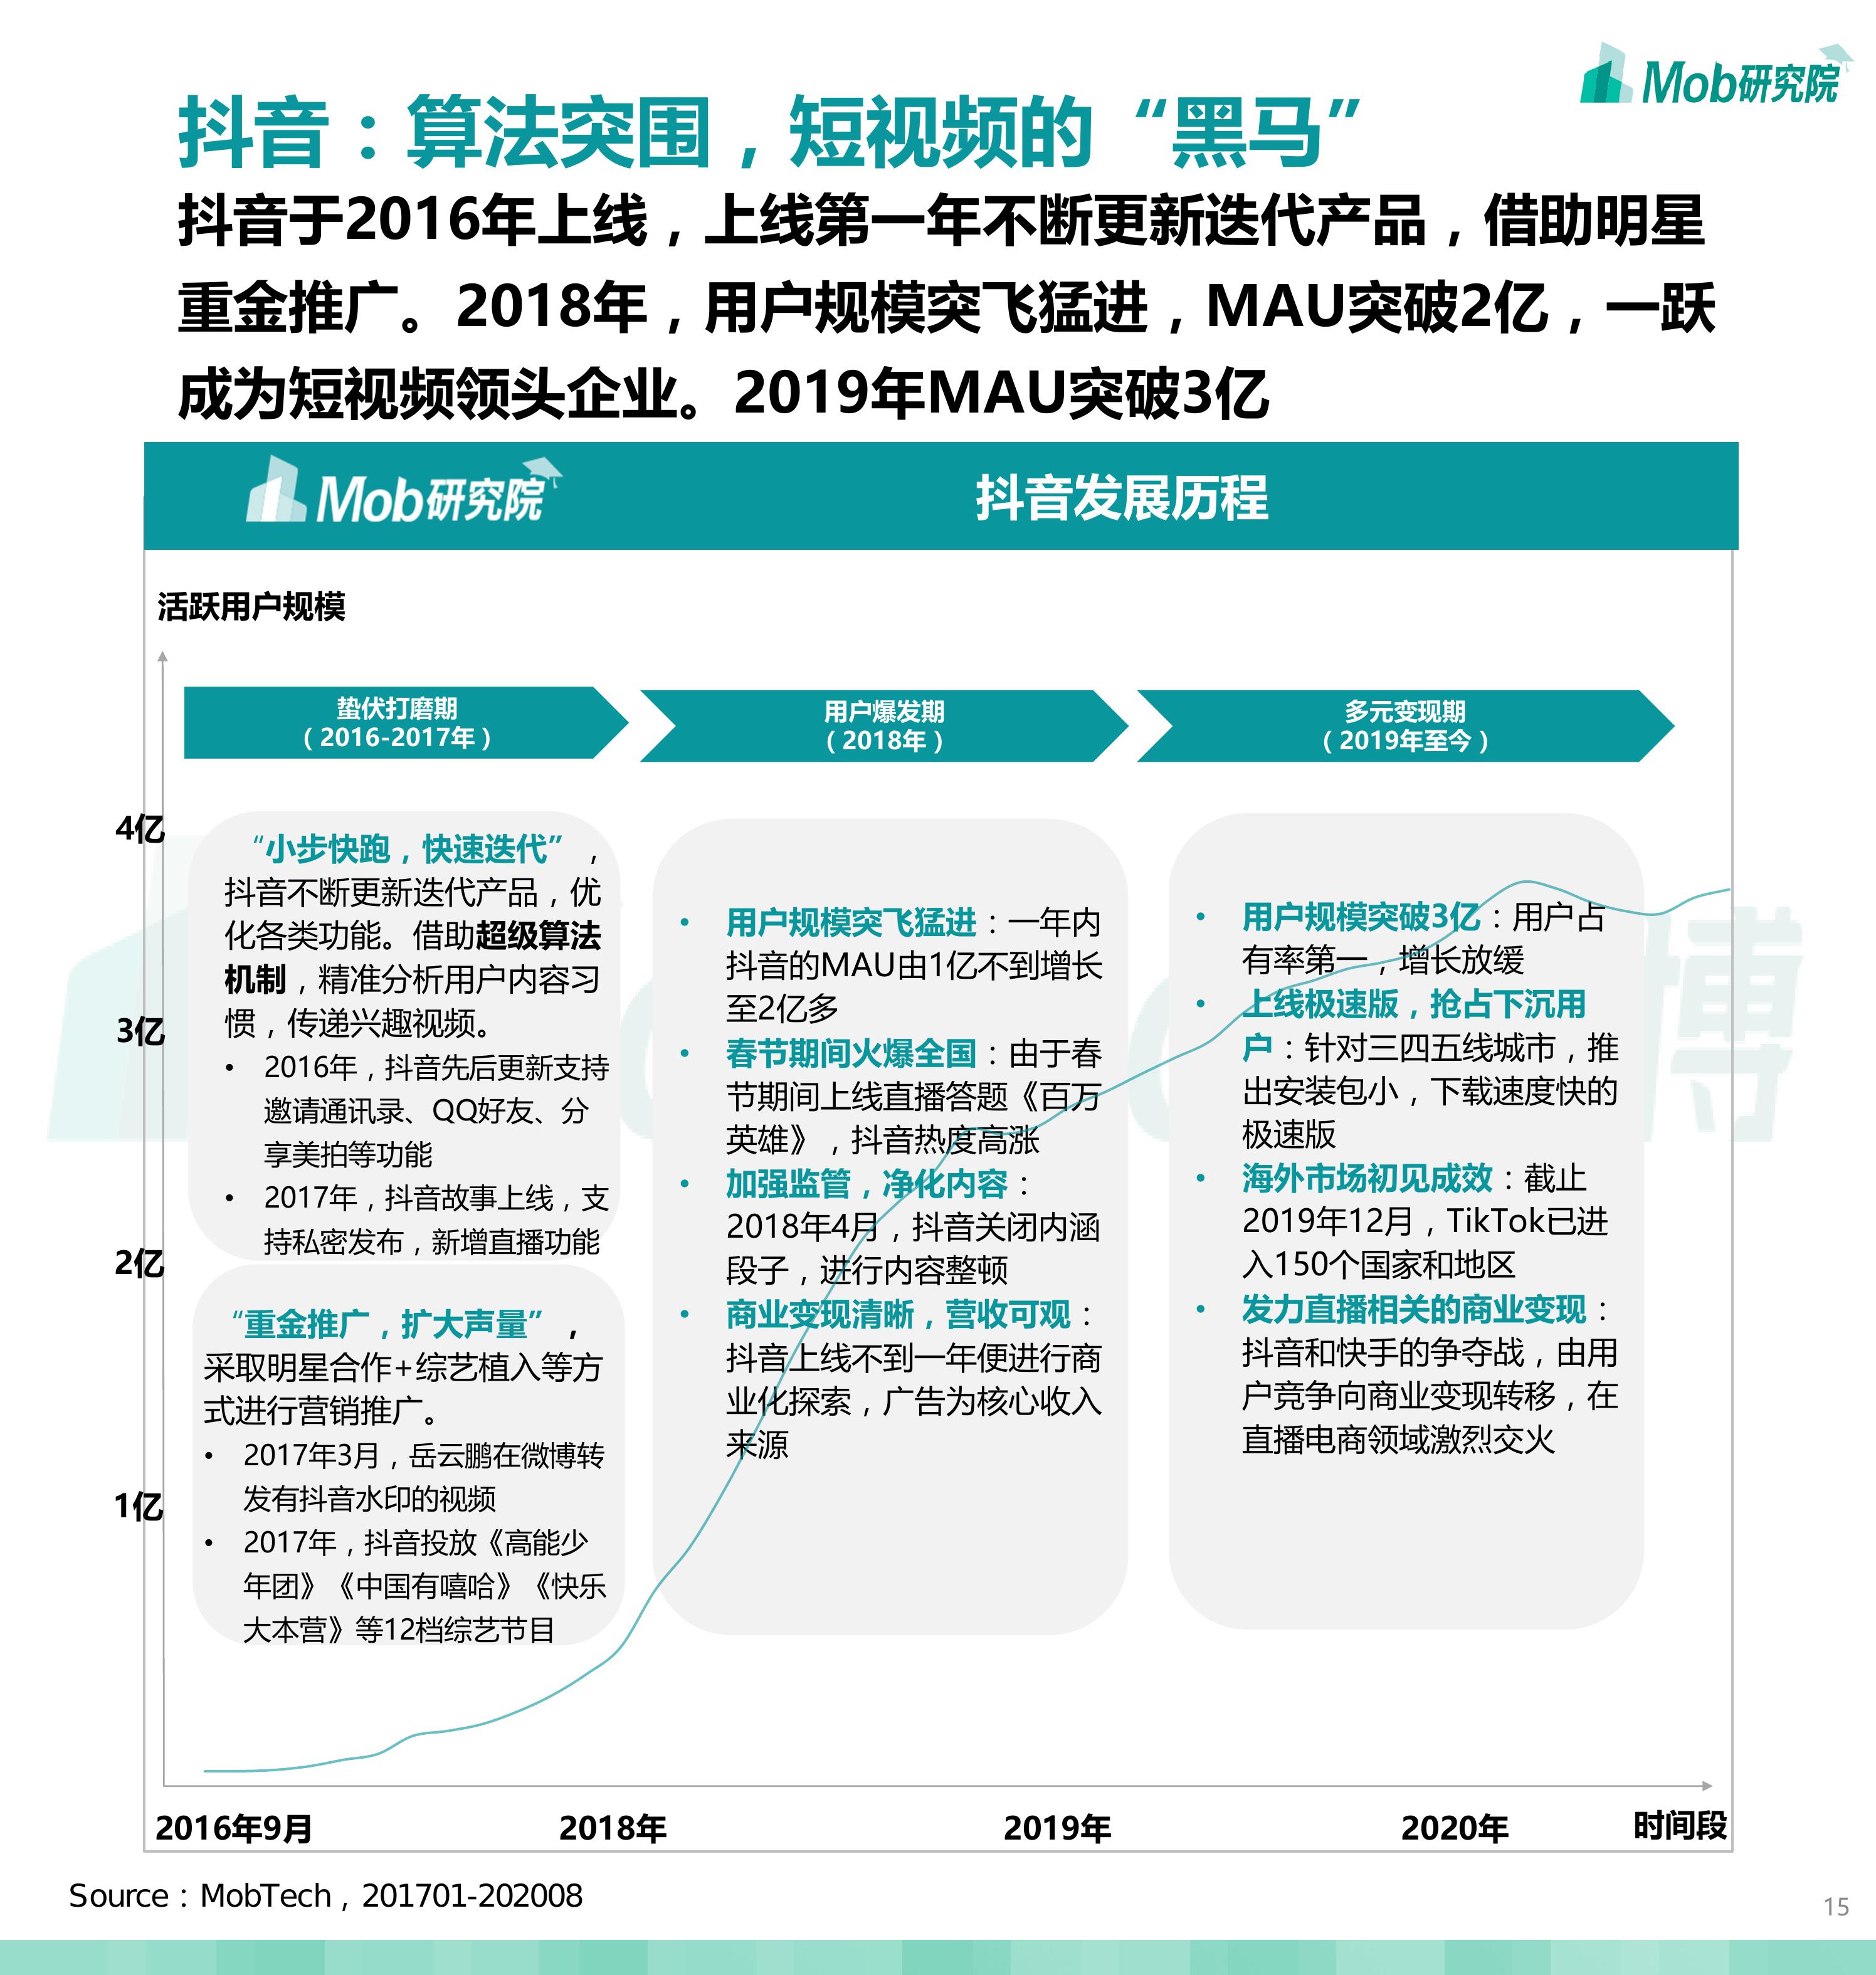 Mob研究院
抖音：算法突围，短视频的“黑马”
抖音于2016年上线，上线第一年不断更新迭代产品，借助明星
重金推广。2018年，用户规模突飞猛进，MAU突破2亿，一跃
成为短视频领头企业。2019年MAU突破3亿
Mob研究院
抖音发展历程
活跃用户规模
蛰伏打磨期
（2016-2017年）
用户爆发期
（2018年）
多元变现期
（2019年至今）
4亿
3亿
2亿
1亿
“小步快跑，快速迭代”，
抖音不断更新迭代产品，优
化各类功能。借助超级算法
机制，精准分析用户内容习
惯，传递兴趣视频。
• 2016年，抖音先后更新支持
邀请通讯录、QQ好友、分
享美拍等功能
• 2017年，抖音故事上线，支
持私密发布，新增直播功能
“重金推广，扩大声量”，
采取明星合作+综艺植入等方
式进行营销推广。
• 2017年3月，岳云鹏在微博转
发有抖音水印的视频
• 2017年，抖音投放《高能少
年团》《中国有嘻哈》《快乐
大本营》等12档综艺节目
• 用户规模突飞猛进：一年内
抖音的MAU由1亿不到增长
至2亿多
• 春节期间火爆全国：由于春
节期间上线直播答题《百万
英雄》，抖音热度高涨
• 加强监管，净化内容：
2018年4月，抖音关闭内涵
段子，进行内容整顿
• 商业变现清晰，营收可观：
抖音上线不到一年便进行商
业化探索，广告为核心收入
来源
• 用户规模突破3亿：用户占
有率第一，增长放缓
• 上线极速版，抢占下沉用
户：针对三四五线城市，推
出安装包小，下载速度快的
极速版
• 海外市场初见成效：截止
2019年12月，TikTok已进
入150个国家和地区
• 发力直播相关的商业变现：
抖音和快手的争夺战，由用
户竞争向商业变现转移，在
直播电商领域激烈交火
2016年9月
2018年
2019年
2020年
时间段
Source：MobTech，201701-202008
15